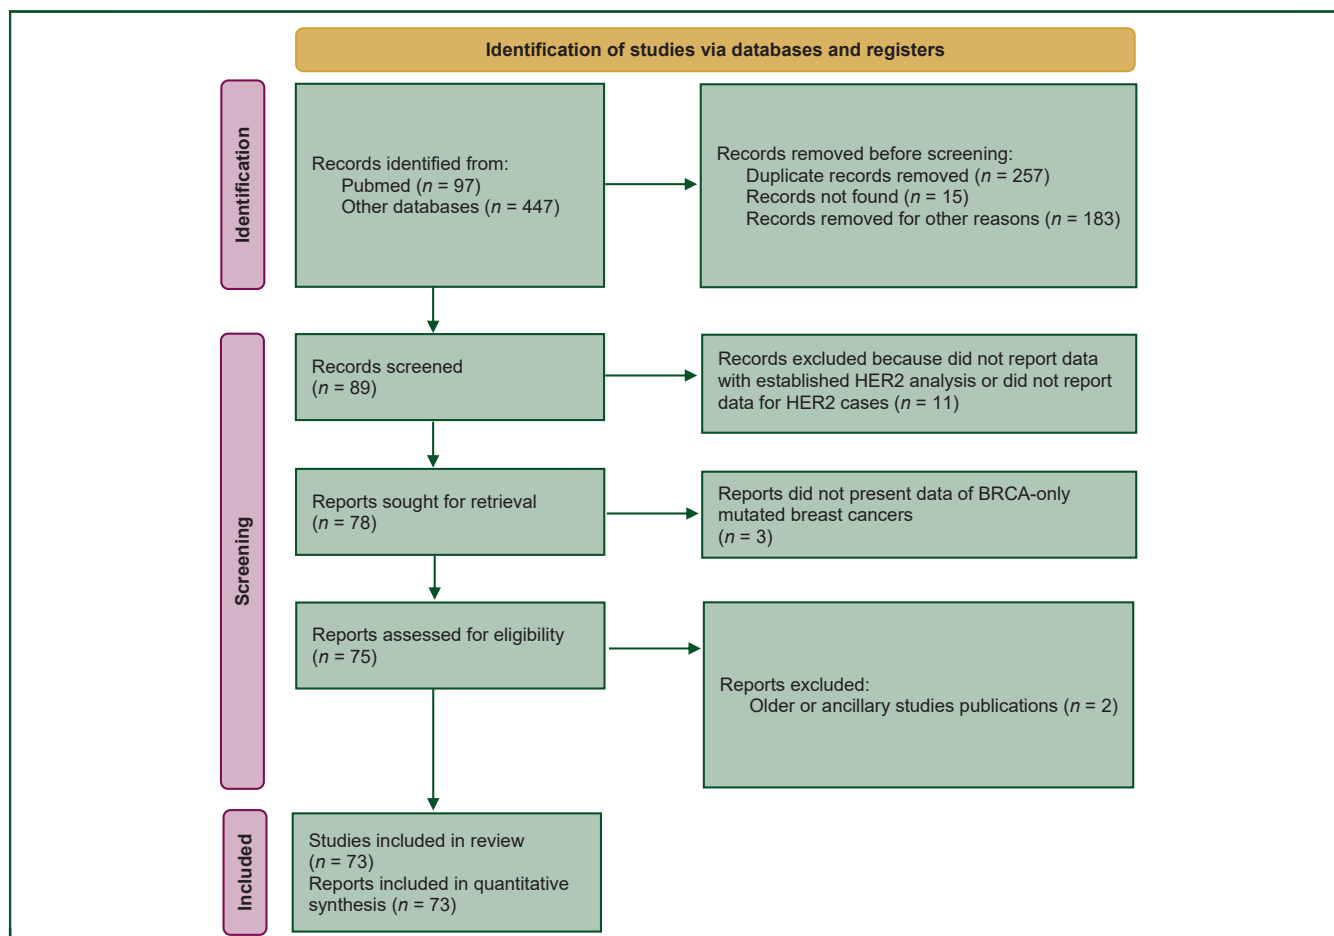 Identification of studies via databases and registers
Identification
Records identified from:
Pubmed (n = 97)
Other databases (n = 447)
Records removed before screening:
Duplicate records removed (n = 257)
Records not found (n = 15)
Records removed for other reasons (n = 183)
Screening
Records screened
(n = 89)
Records excluded because did not report data
with established HER2 analysis or did not report
data for HER2 cases (n = 11)
Reports sought for retrieval
(n = 78)
Reports did not present data of BRCA-only
mutated breast cancers
(n = 3)
Reports assessed for eligibility
(n = 75)
Reports excluded:
Older or ancillary studies publications (n = 2)
Included
Studies included in review
(n = 73)
Reports included in quantitative
synthesis (n = 73)